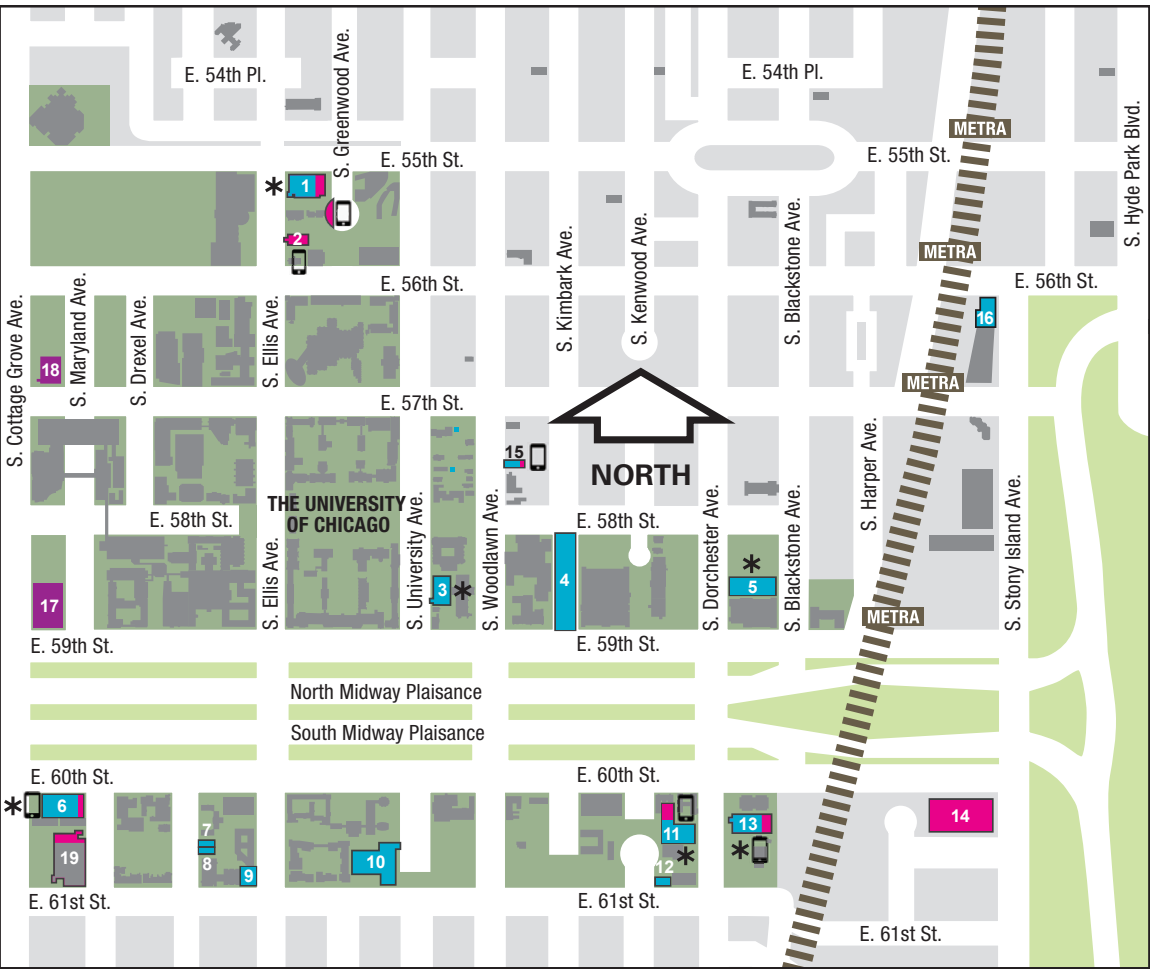 S. Greenwood Ave.
E. 54th Pl.
E. 54th Pl.
METRA
S. Hyde Park Blvd.
E. 55th St.
E. 55th St.
*
1
2
METRA
E. 56th St.
E. 56th St.
S. Cottage Grove Ave.
S. Maryland Ave.
S. Drexel Ave.
S. Ellis Ave.
S. Kimbark Ave.
S. Kenwood Ave.
S. Blackstone Ave.
16
18
METRA
E. 57th St.
15
NORTH
S. Harper Ave.
THE UNIVERSITY
OF CHICAGO
E. 58th St.
E. 58th St.
S. Ellis Ave.
S. University Ave.
S. Woodlawn Ave.
S. Dorchester Ave.
S. Blackstone Ave.
S. Stony Island Ave.
17
3
*
4
*
5
METRA
E. 59th St.
E. 59th St.
North Midway Plaisance
South Midway Plaisance
E. 60th St.
E. 60th St.
*
6
7
8
9
10
11
*
12
13
*
14
19
E. 61st St.
E. 61st St.
E. 61st St.